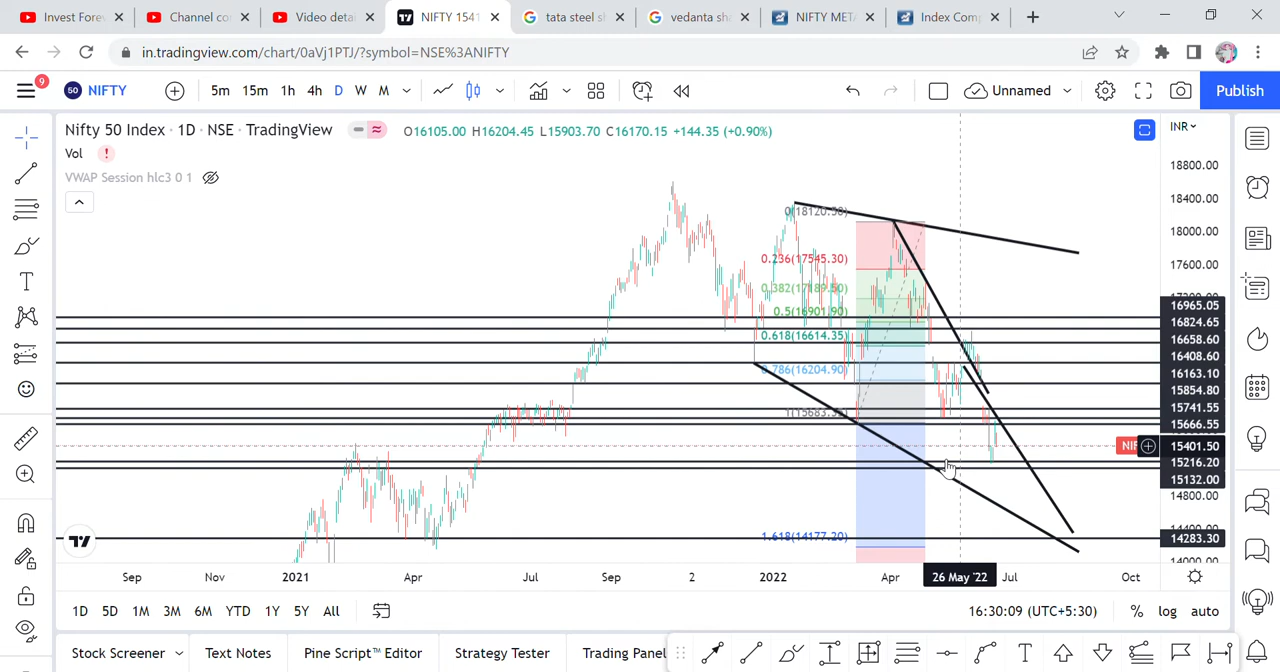 Invest Fore
Channel co
Video detai
NIFTY 1541
tata steel sh
vedanta sha
NIFTY META
Index Comp
in.tradingview.com/chart/0aVj1PTJ/?symbol=NSE%3ANIFTY
9
50 NIFTY 5m 15m 1h 4h D W M Unnamed Publish
Nifty 50 Index · 1D · NSE · TradingView O16105.00 H16204.45 L15903.70 C16170.15 +144.35 (+0.90%) INR
Vol !
VWAP Session hlc3 0 1
18800.00
18400.00
18000.00
17600.00
16965.05
16824.65
16658.60
16408.60
16163.10
15854.80
15741.55
15666.55
15401.50
15216.20
15132.00
14800.00
14283.30
14000.00
0(18120.50)
0.236(17545.30)
0.382(17189.50)
0.5(16901.90)
0.618(16614.35)
0.786(16204.90)
1.618(14177.20)
NIF
Sep Nov 2021 Apr Jul Sep 2 2022 Apr 26 May '22 Jul Oct
1D 5D 1M 3M 6M YTD 1Y 5Y All 16:30:09 (UTC+5:30) % log auto
Stock Screener Text Notes Pine Script™ Editor Strategy Tester Trading Panel